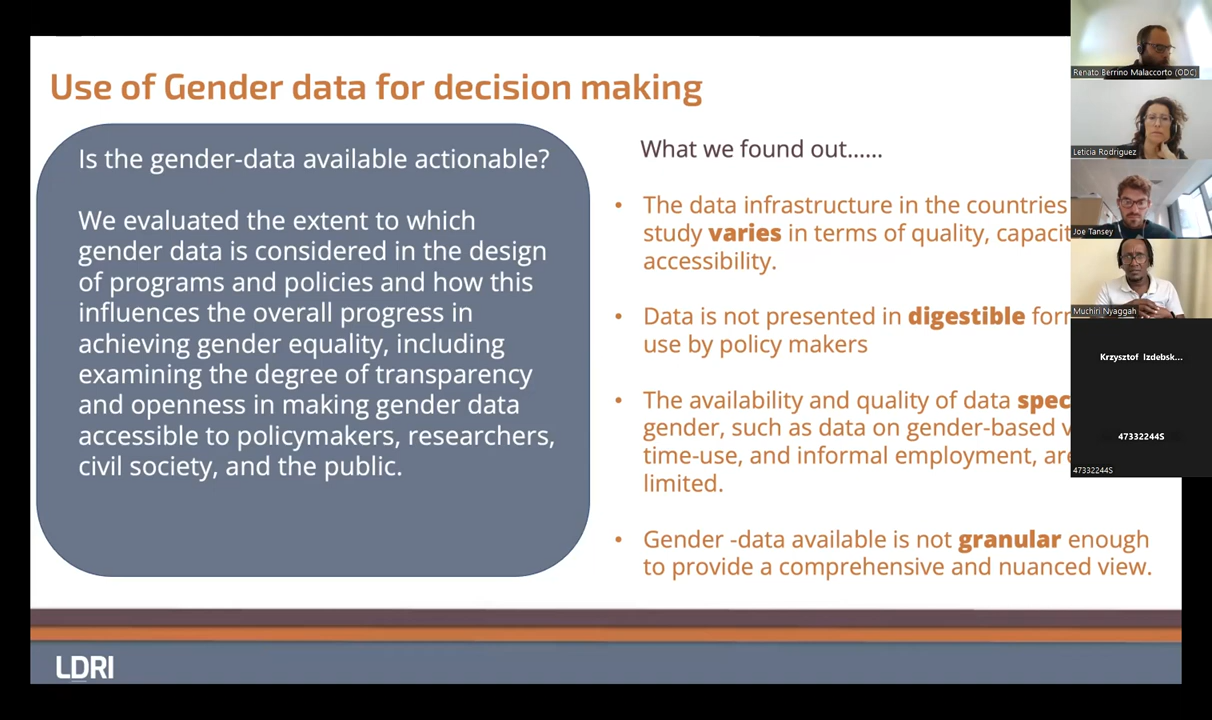 Use of Gender data for decision making
Is the gender-data available actionable?
We evaluated the extent to which
gender data is considered in the design
of programs and policies and how this
influences the overall progress in
achieving gender equality, including
examining the degree of transparency
and openness in making gender data
accessible to policymakers, researchers,
civil society, and the public.
What we found out......
• The data infrastructure in the countries
study varies in terms of quality,
accessibility.
• Data is not presented in digestible
use by policy makers
• The availability and quality of data
gender, such as data on gender-based
time-use, and informal employment,
limited.
• Gender -data available is not granular enough
to provide a comprehensive and nuanced view.
LDRI
Renato Berrino Malaccorto (ODC)
Leticia Rodriguez
Joe Tansey
Muchiri Nyaggah
Krzysztof Izdebsk...
47332244S
47332244S